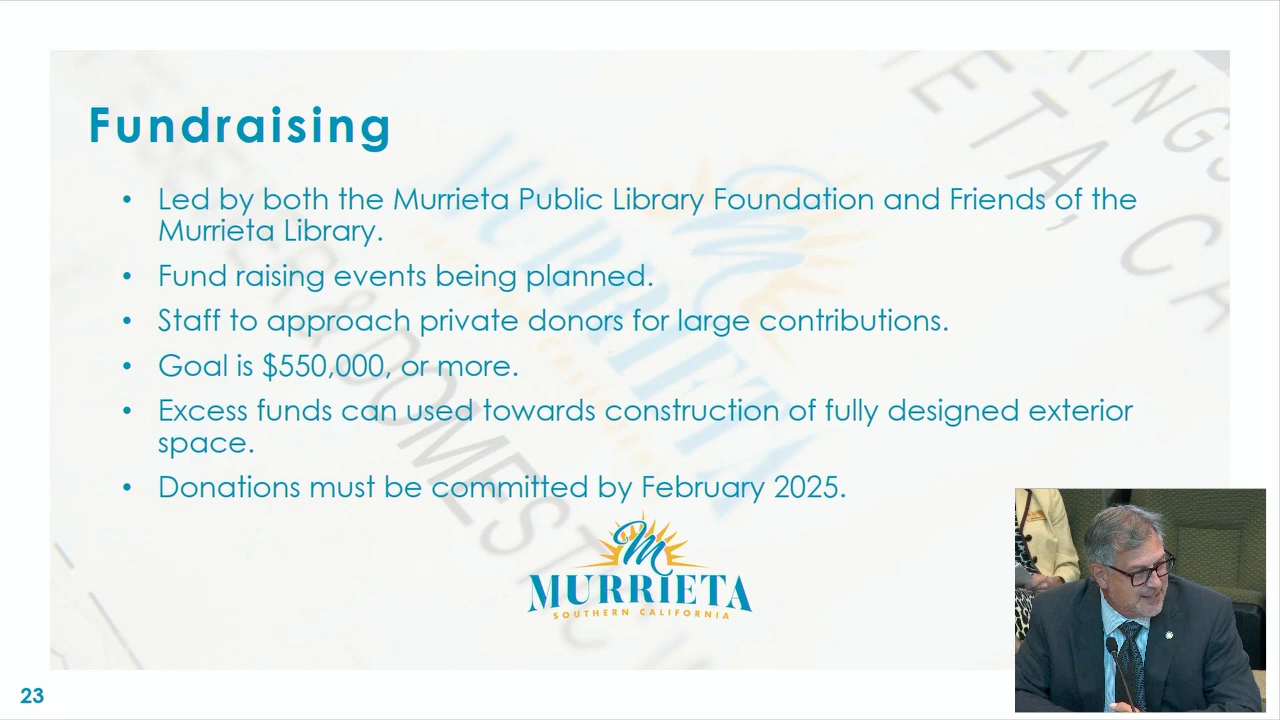 Fundraising
• Led by both the Murrieta Public Library Foundation and Friends of the
Murrieta Library.
• Fund raising events being planned.
• Staff to approach private donors for large contributions.
• Goal is $550,000, or more.
• Excess funds can used towards construction of fully designed exterior
space.
• Donations must be committed by February 2025.
M
MURRIETA
SOUTHERN CALIFORNIA
23